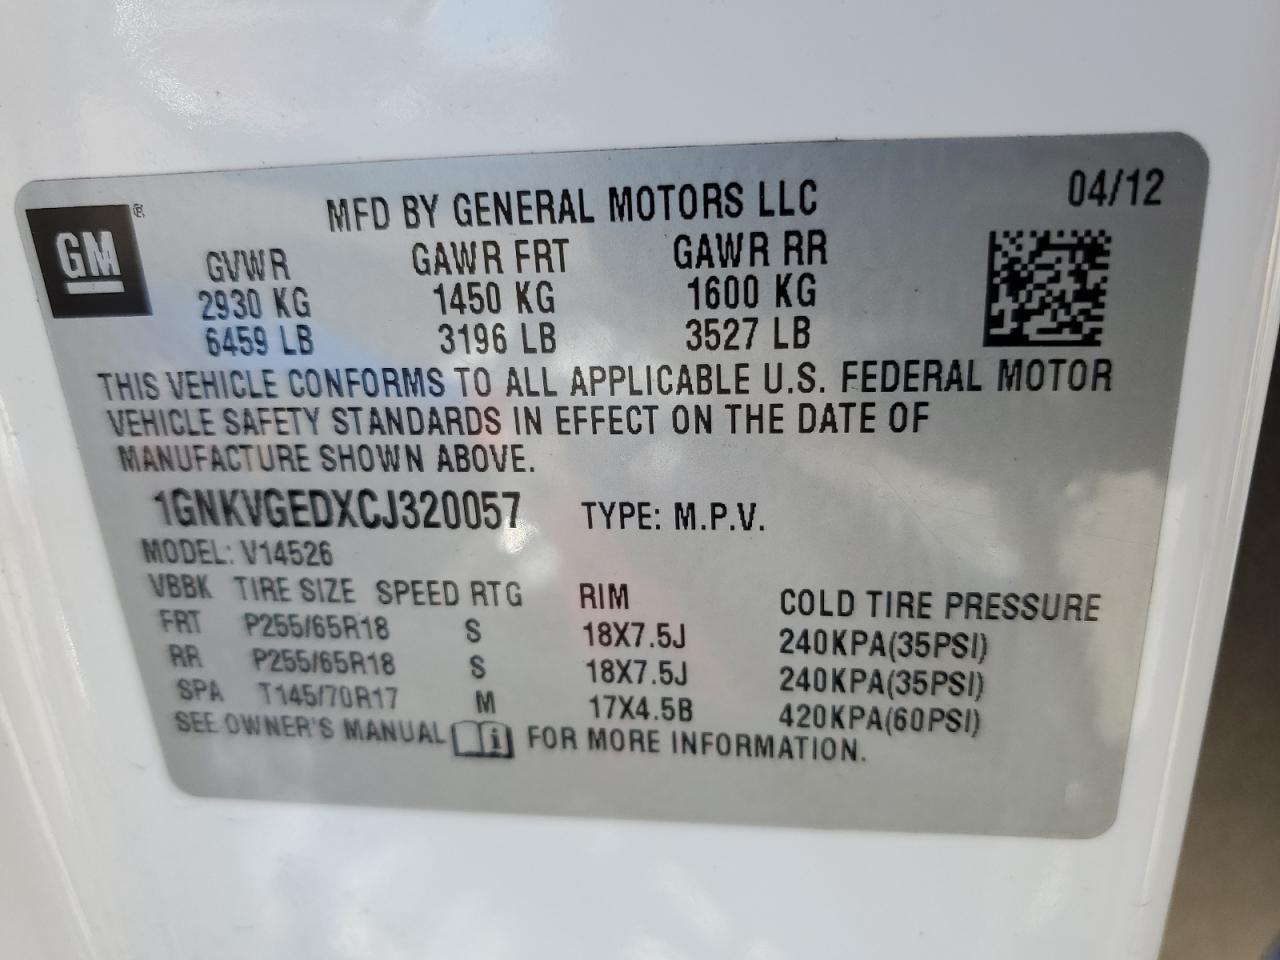 04/12
GM ®
MFD BY GENERAL MOTORS LLC
GVWR GAWR FRT GAWR RR
2930 KG 1450 KG 1600 KG
6459 LB 3196 LB 3527 LB
THIS VEHICLE CONFORMS TO ALL APPLICABLE U.S. FEDERAL MOTOR
VEHICLE SAFETY STANDARDS IN EFFECT ON THE DATE OF
MANUFACTURE SHOWN ABOVE.
1GNKVGEDXCJ320057 TYPE: M.P.V.
MODEL: V14526
VBBK TIRE SIZE SPEED RTG RIM COLD TIRE PRESSURE
FRT P255/65R18 S 18X7.5J 240KPA(35PSI)
RR P255/65R18 S 18X7.5J 240KPA(35PSI)
SPA T145/70R17 M 17X4.5B 420KPA(60PSI)
SEE OWNER'S MANUAL i FOR MORE INFORMATION.